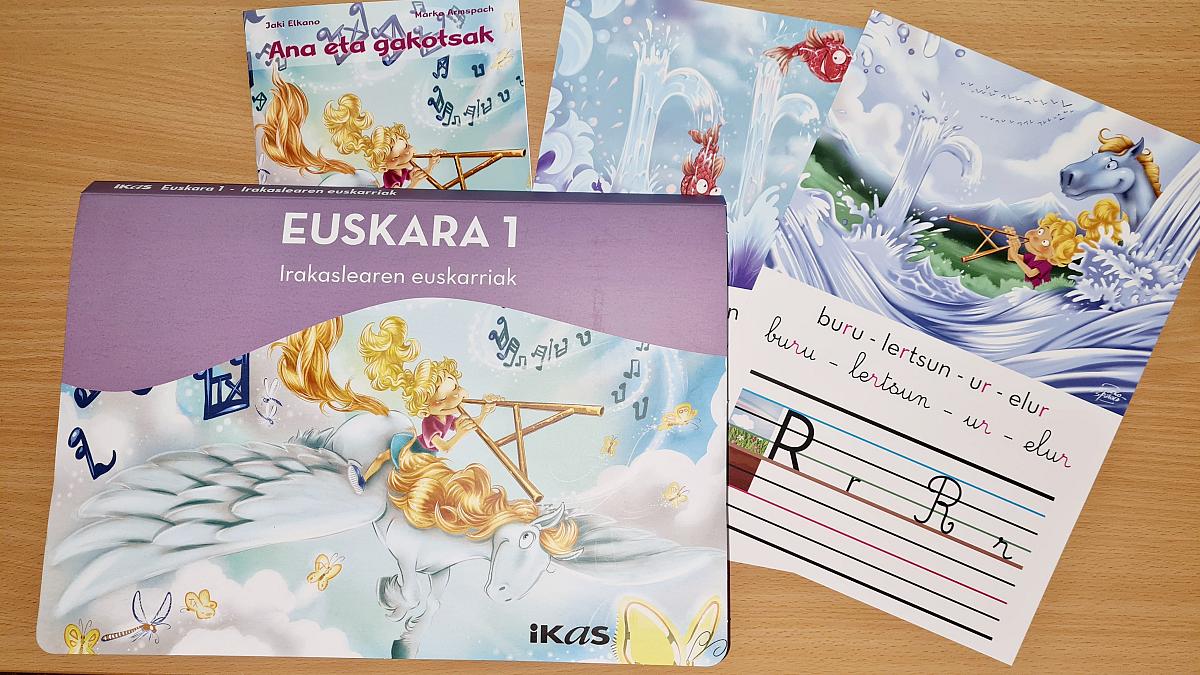 Jaki Elkano
Marko Armspach
Ana eta gakotsak
iKAS Euskara 1 - Irakaslearen euskarriak
EUSKARA 1
Irakaslearen euskarriak
iKAS
n
buru - lertsun - ur - elur
buru - lertsun - ur - elur
R r R r